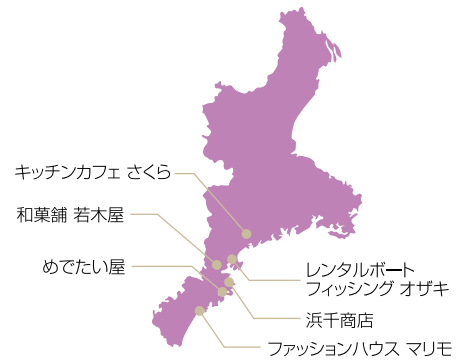 キッチンカフェ さくら
和菓舗 若木屋
めでたい屋
レンタルボート
フィッシング オザキ
浜千商店
ファッションハウス マリモ